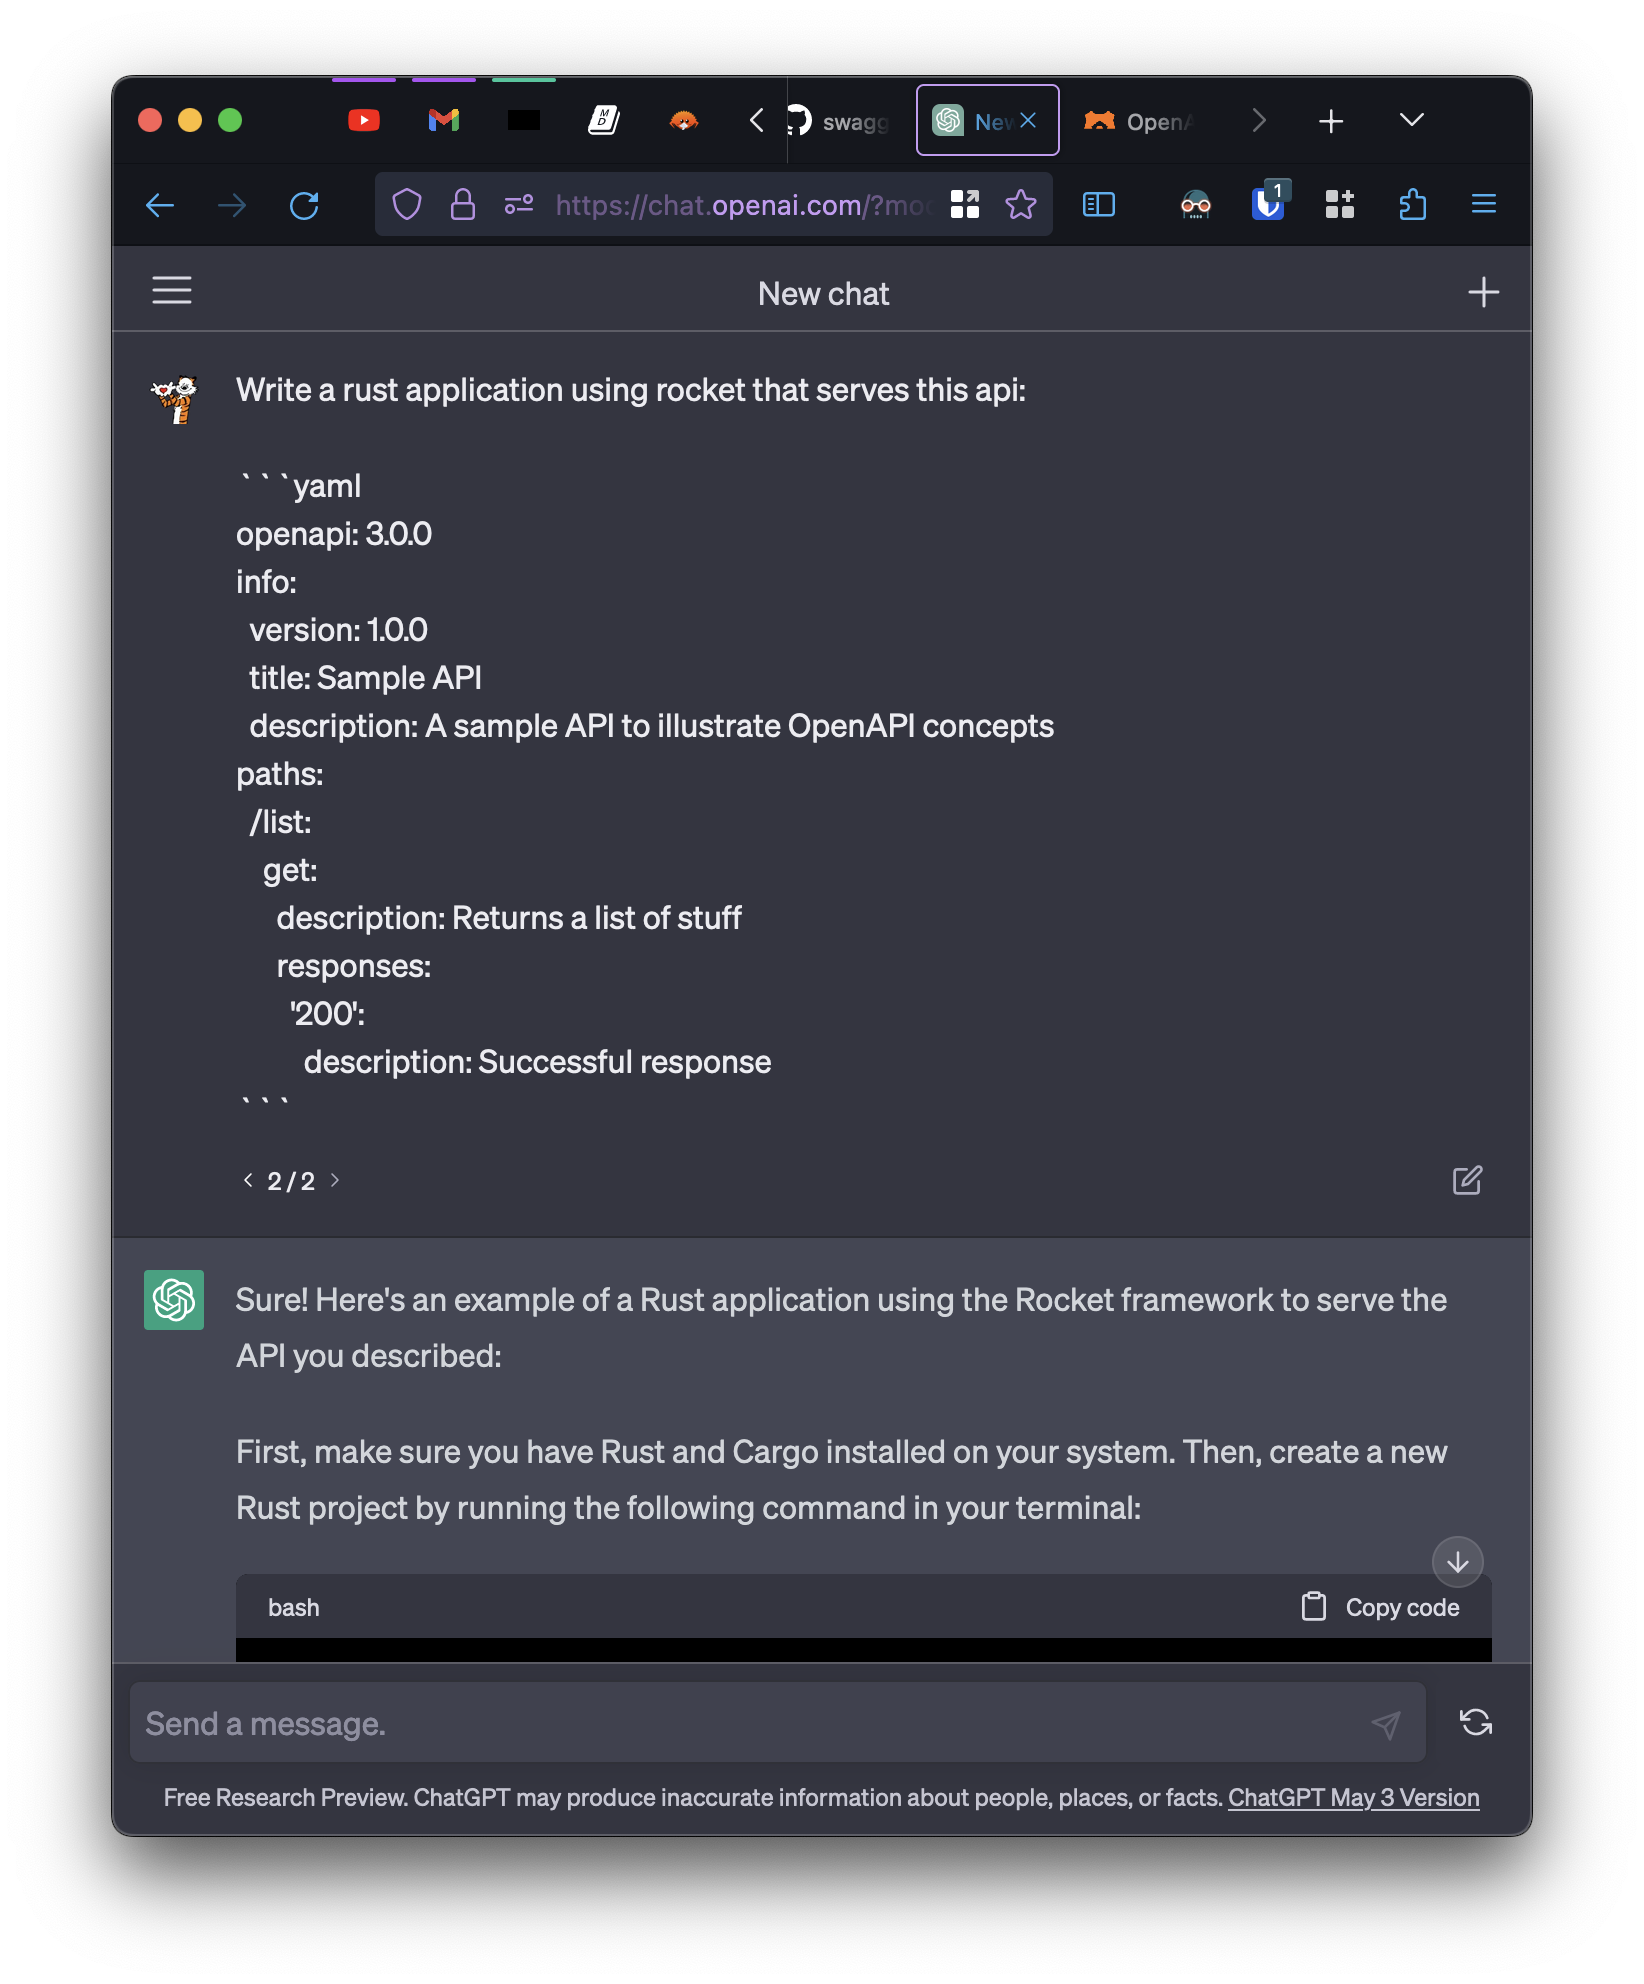 swagg
New
OpenA
https://chat.openai.com/?mod
1
New chat
Write a rust application using rocket that serves this api:
```yaml
openapi: 3.0.0
info:
  version: 1.0.0
  title: Sample API
  description: A sample API to illustrate OpenAPI concepts
paths:
  /list:
    get:
      description: Returns a list of stuff
      responses:
        '200':
          description: Successful response
```
2 / 2
Sure! Here's an example of a Rust application using the Rocket framework to serve the
API you described:
First, make sure you have Rust and Cargo installed on your system. Then, create a new
Rust project by running the following command in your terminal:
bash
Copy code
Send a message.
Free Research Preview. ChatGPT may produce inaccurate information about people, places, or facts. ChatGPT May 3 Version